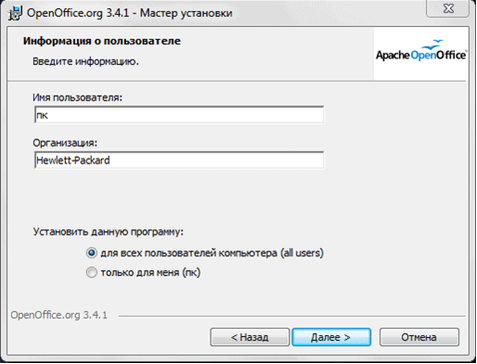 OpenOffice.org 3.4.1 - Мастер установки
Информация о пользователе
Введите информацию.
Apache OpenOffice™
Имя пользователя:
пк
Организация:
Hewlett-Packard
Установить данную программу:
для всех пользователей компьютера (all users)
только для меня (пк)
OpenOffice.org 3.4.1
< Назад
Далее >
Отмена